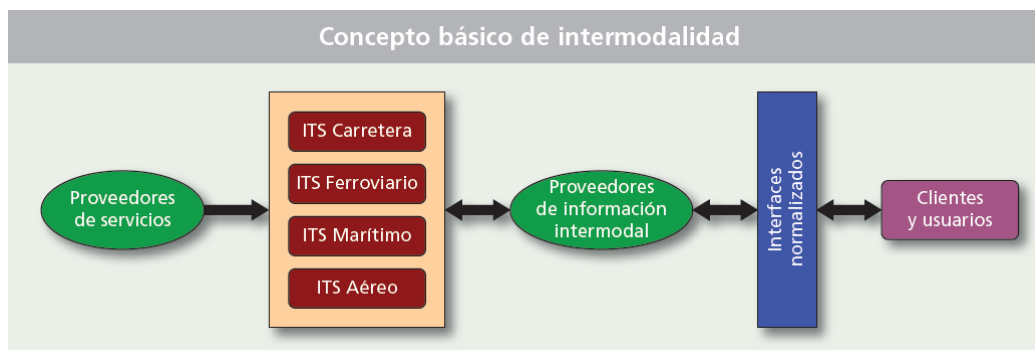 Concepto básico de intermodalidad
Proveedores
de servicios
ITS Carretera
ITS Ferroviario
ITS Marítimo
ITS Aéreo
Proveedores
de información
intermodal
Interfaces
normalizados
Clientes
y usuarios